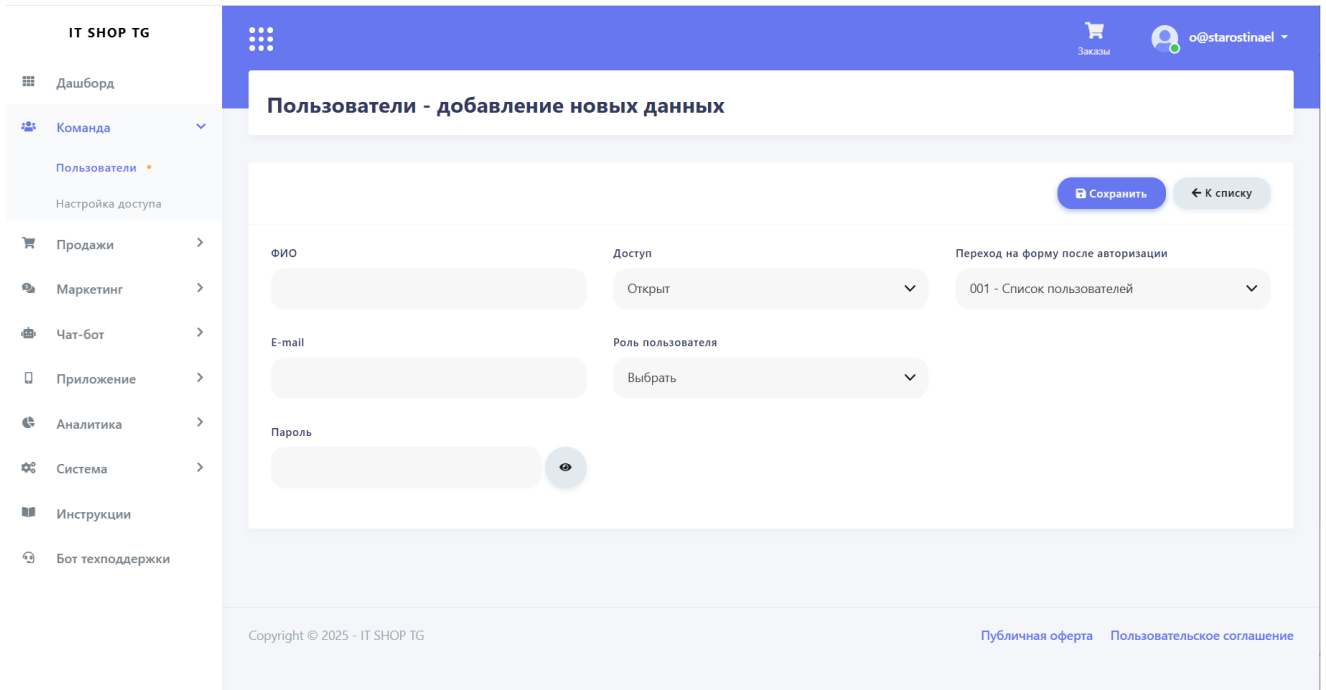 IT SHOP TG
Дашборд
Команда
Пользователи
Настройка доступа
Продажи
Маркетинг
Чат-бот
Приложение
Аналитика
Система
Инструкции
Бот техподдержки
Заказы
o@starostinael
Пользователи - добавление новых данных
Сохранить
К списку
ФИО
Доступ
Переход на форму после авторизации
Открыт
001 - Список пользователей
E-mail
Роль пользователя
Выбрать
Пароль
Copyright © 2025 - IT SHOP TG
Публичная оферта
Пользовательское соглашение